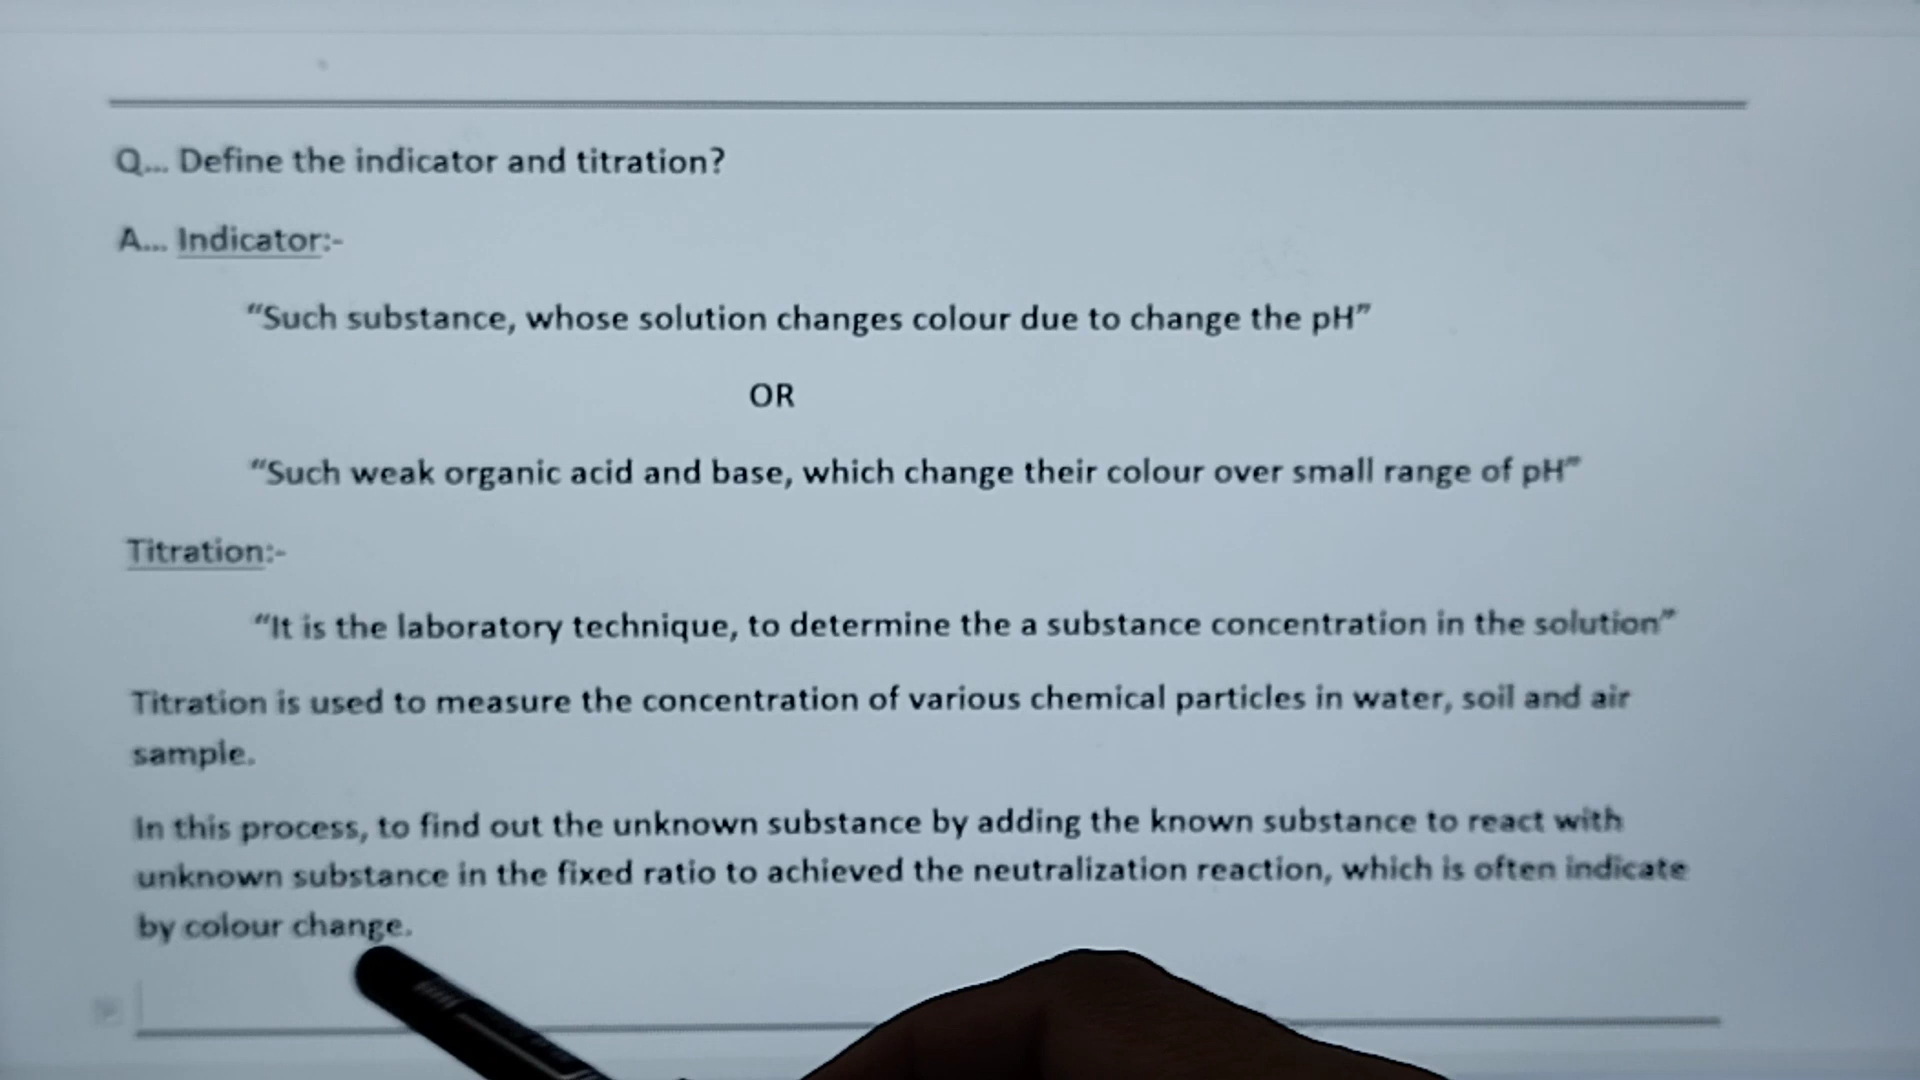 Q... Define the indicator and titration?
A... Indicator:-
“Such substance, whose solution changes colour due to change the pH”
OR
“Such weak organic acid and base, which change their colour over small range of pH”
Titration:-
“It is the laboratory technique, to determine the a substance concentration in the solution”
Titration is used to measure the concentration of various chemical particles in water, soil and air
sample.
In this process, to find out the unknown substance by adding the known substance to react with
unknown substance in the fixed ratio to achieved the neutralization reaction, which is often indicate
by colour change.